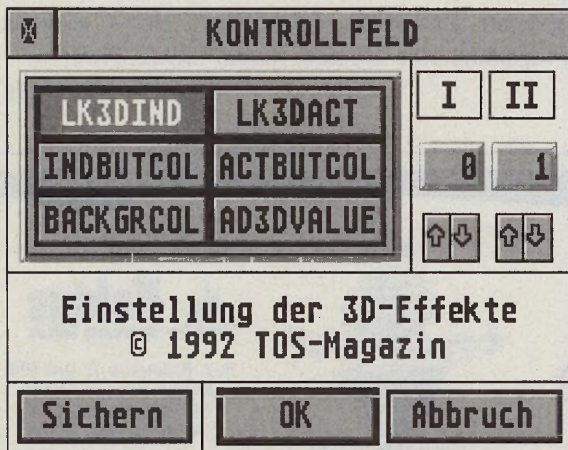 KONTROLLFELD
LK3DIND LK3DACT
INDBUTCOL ACTBUTCOL
BACKGRCOL AD3DVALUE
I II
0 1
Einstellung der 3D-Effekte
© 1992 TOS-Magazin
Sichern OK Abbruch